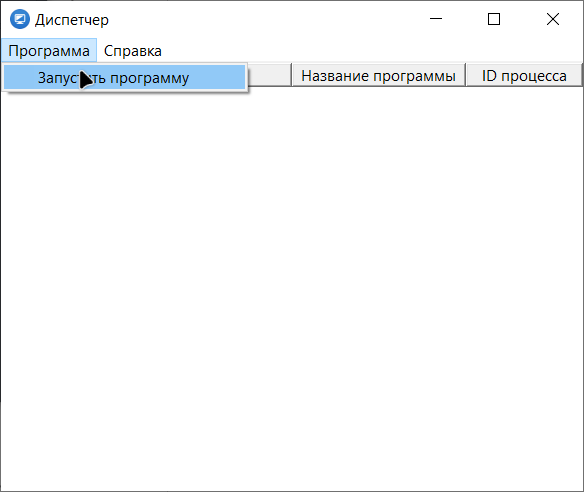 Диспетчер
Программа Справка
Запустить программу
Название программы ID процесса